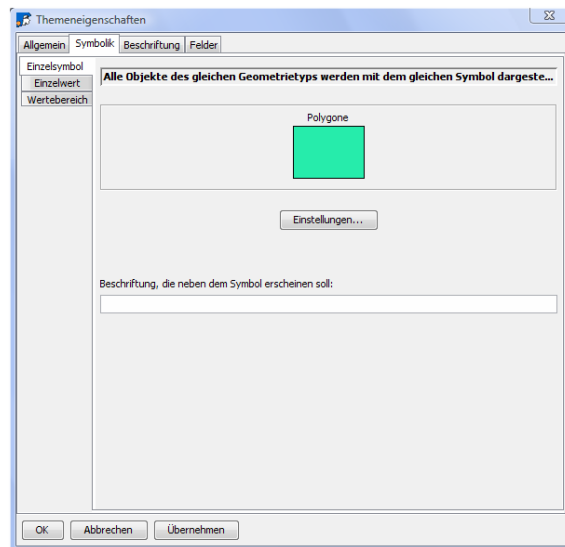 Themeneigenschaften
Allgemein Symbolik Beschriftung Felder
Einzelsymbol
Einzelwert
Wertebereich
Alle Objekte des gleichen Geometrietyps werden mit dem gleichen Symbol dargeste...
Polygone
Einstellungen...
Beschriftung, die neben dem Symbol erscheinen soll:
OK Abbrechen Übernehmen